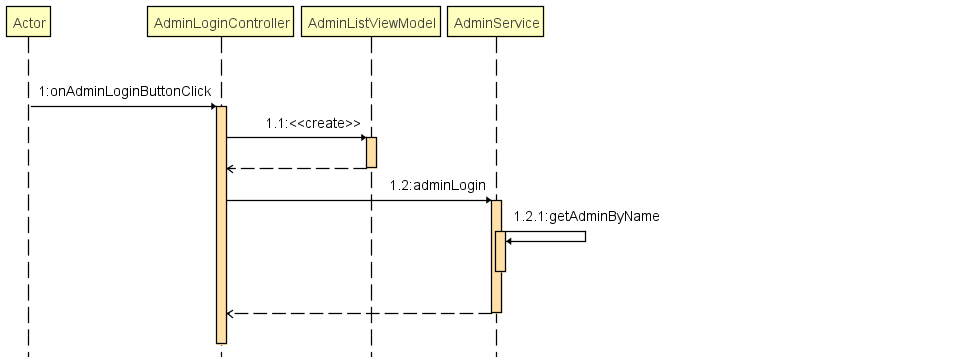 Actor
AdminLoginController
AdminListViewModel
AdminService
1:onAdminLoginButtonClick
1.1:<<create>>
1.2:adminLogin
1.2.1:getAdminByName